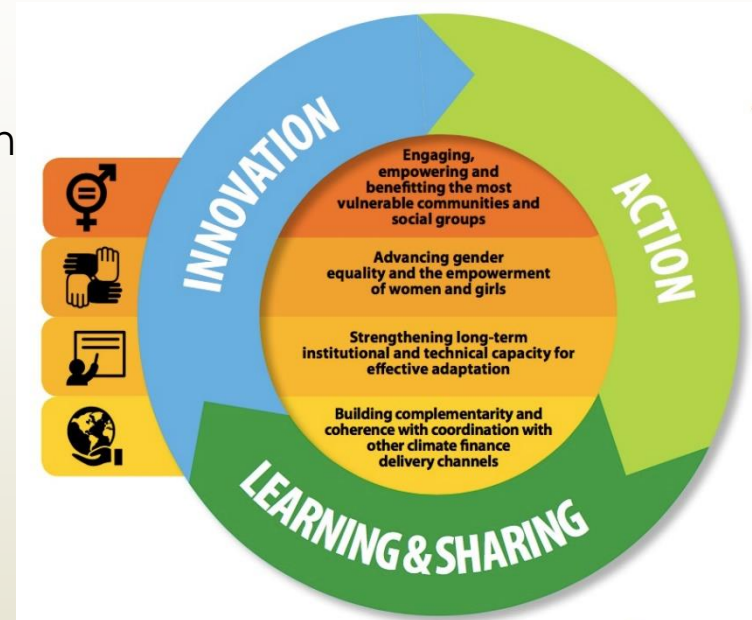 n
INNOVATION
ACTION
Engaging,
empowering and
benefitting the most
vulnerable communities and
social groups
Advancing gender
equality and the empowerment
of women and girls
Strengthening long-term
institutional and technical capacity for
effective adaptation
Building complementarity and
coherence with coordination with
other climate finance
delivery channels
LEARNING & SHARING